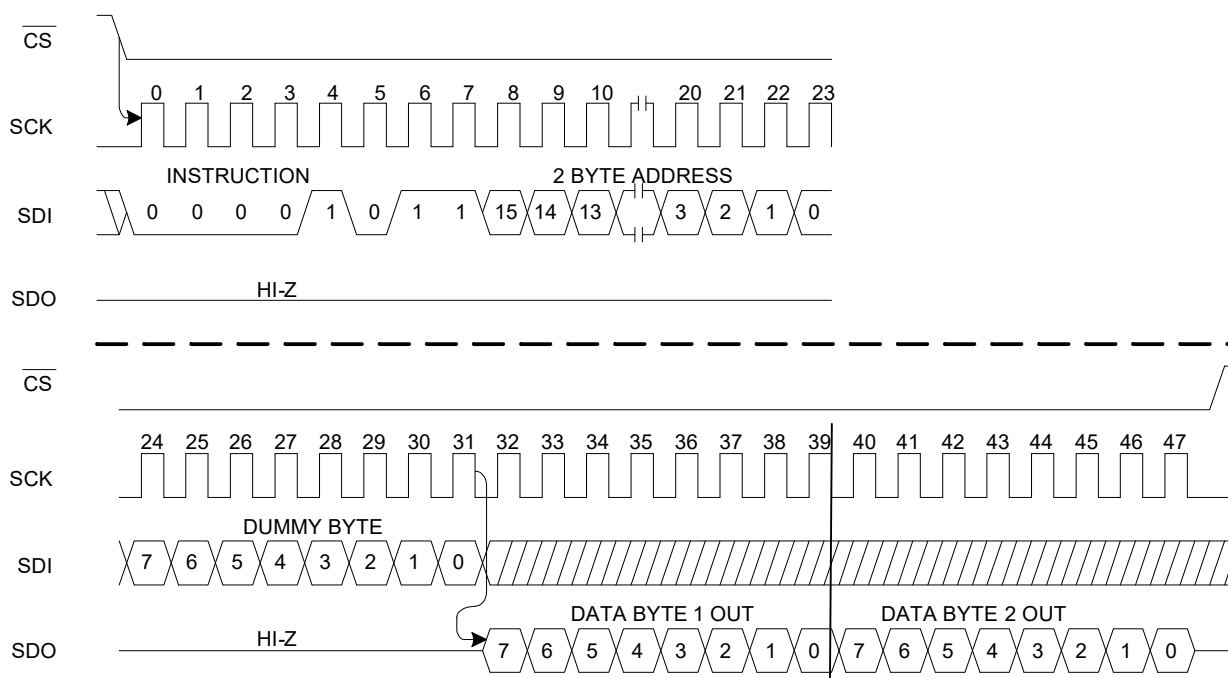 CS
0 1 2 3 4 5 6 7 8 9 10 20 21 22 23
SCK
INSTRUCTION 2 BYTE ADDRESS
SDI 0 0 0 0 1 0 1 1 15 14 13 3 2 1 0
HI-Z
SDO
CS
24 25 26 27 28 29 30 31 32 33 34 35 36 37 38 39 40 41 42 43 44 45 46 47
SCK
DUMMY BYTE
SDI 7 6 5 4 3 2 1 0
DATA BYTE 1 OUT DATA BYTE 2 OUT
HI-Z
SDO 7 6 5 4 3 2 1 0 7 6 5 4 3 2 1 0